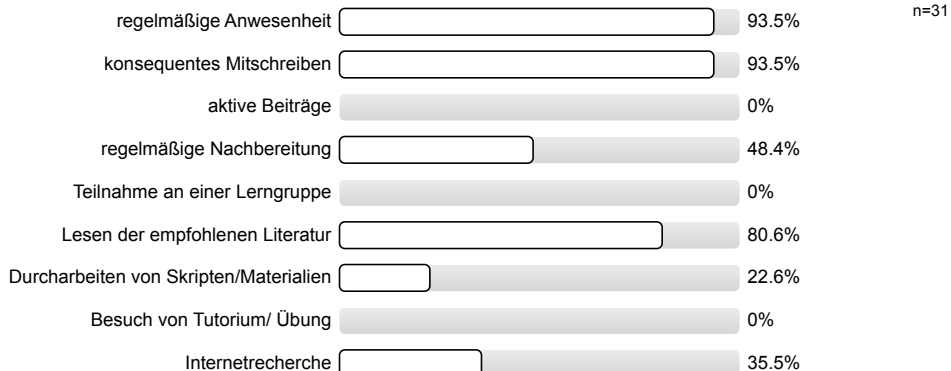 regelmäßige Anwesenheit 93.5% n=31
konsequentes Mitschreiben 93.5%
aktive Beiträge 0%
regelmäßige Nachbereitung 48.4%
Teilnahme an einer Lerngruppe 0%
Lesen der empfohlenen Literatur 80.6%
Durcharbeiten von Skripten/Materialien 22.6%
Besuch von Tutorium/ Übung 0%
Internetrecherche 35.5%